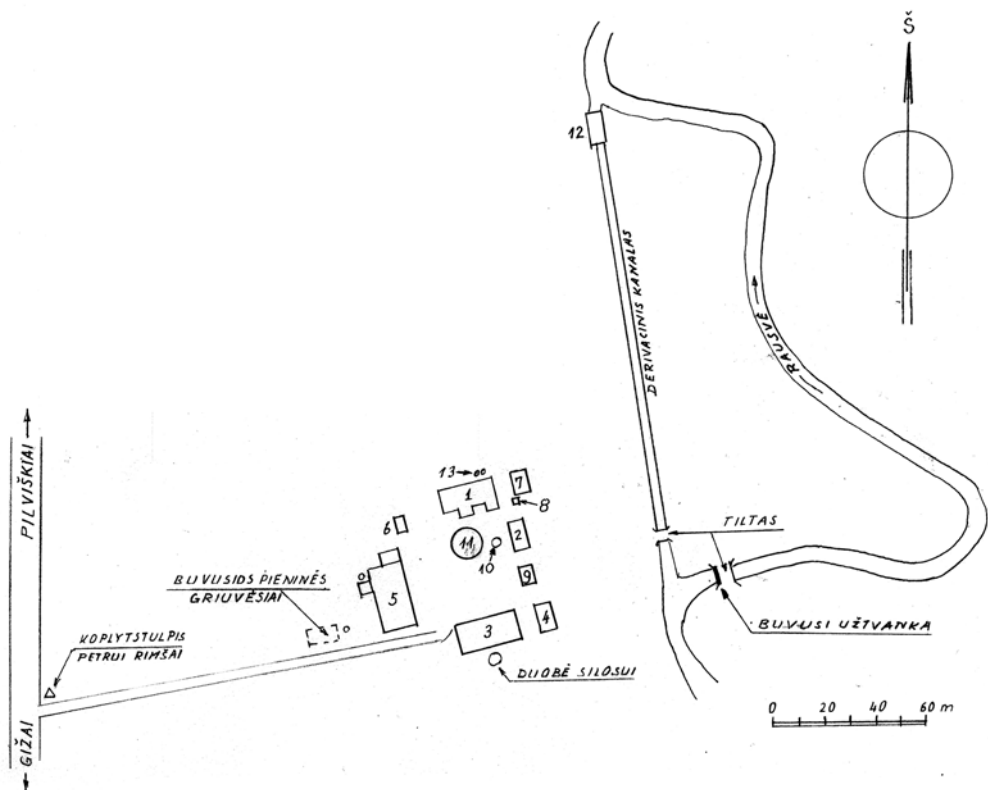 Š
12
DERIVACINIS KANALAS
RAUSVĖ
PILVIŠKIAI
13
1
7
8
6
11
2
10
TILTAS
BUVUSIOS PIENINĖS
GRIUVĖSIAI
5
9
3
4
BUVUSI UŽTVANKA
KOPLYTSTULPIS
PETRUI RIMŠAI
DUOBĖ SILOSUI
GIŽAI
0 20 40 60 m